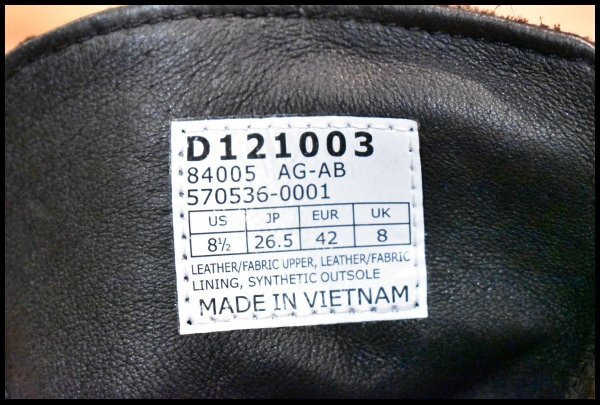 D121003
84005 AG-AB
570536-0001
US JP EUR UK
8½ 26.5 42 8
LEATHER/FABRIC UPPER, LEATHER/FABRIC
LINING, SYNTHETIC OUTSOLE
MADE IN VIETNAM